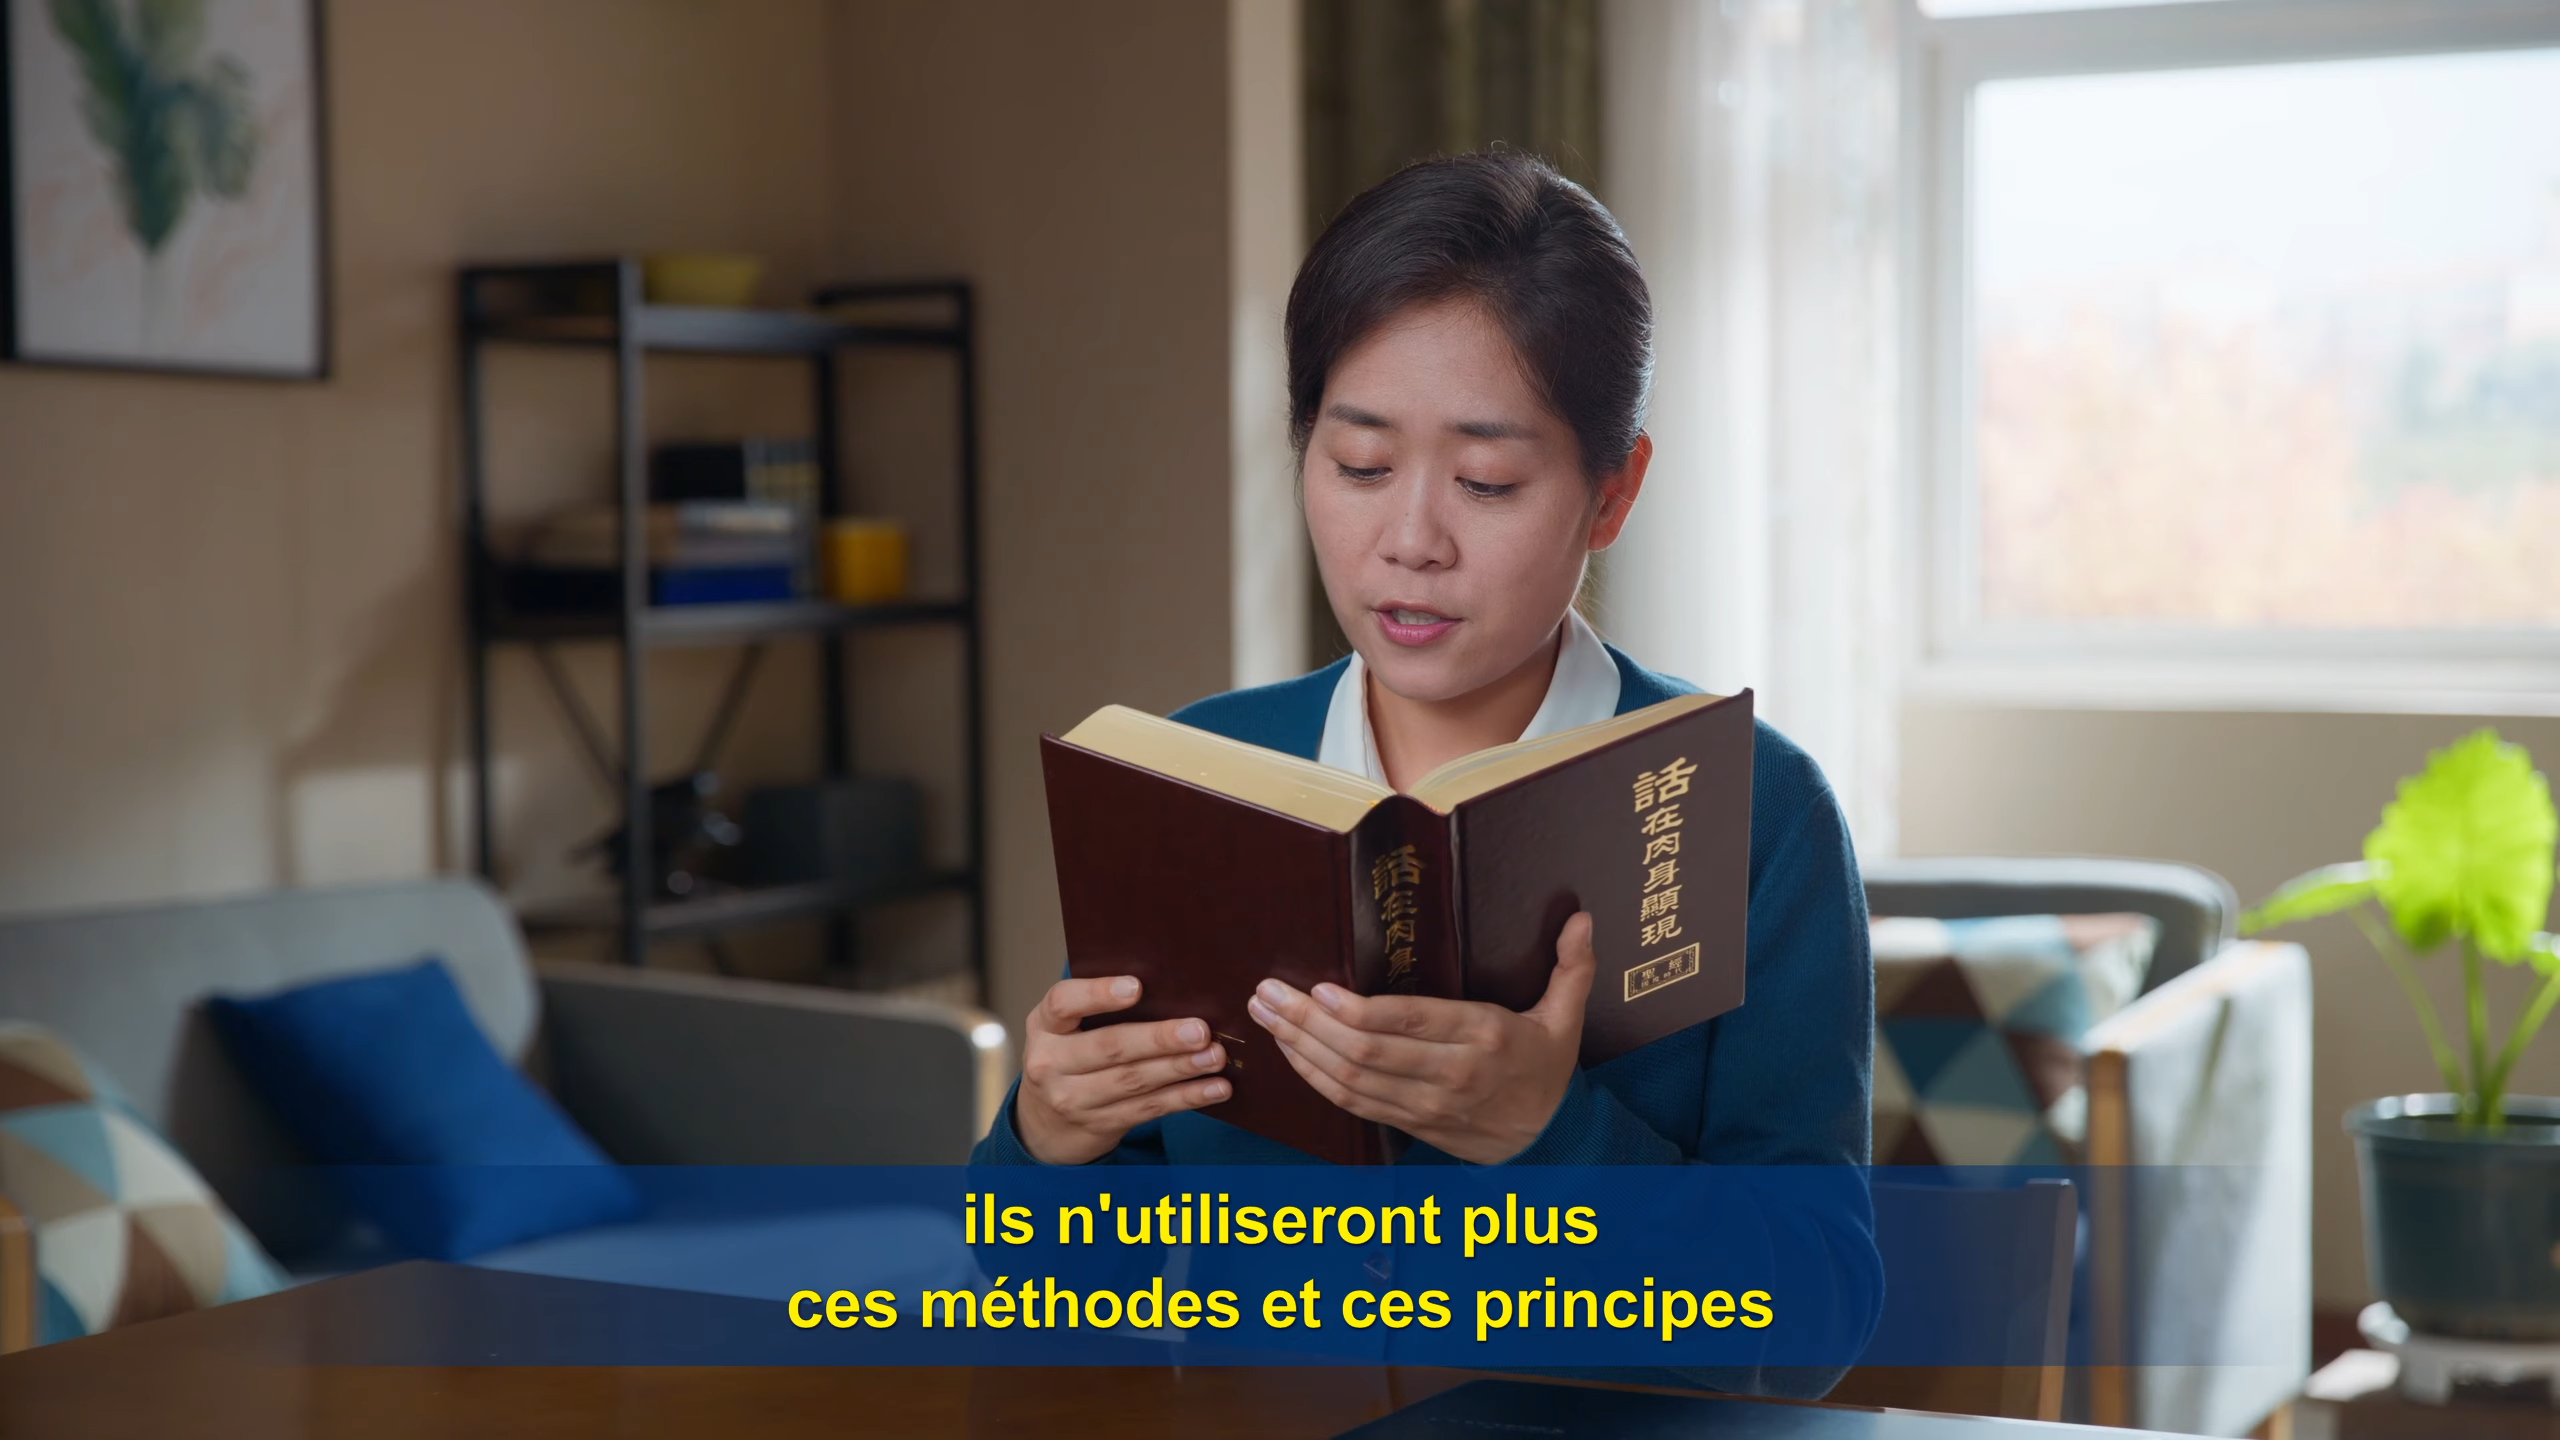 話在肉身顯現
聖經
話在肉身
ils n'utiliseront plus
ces méthodes et ces principes